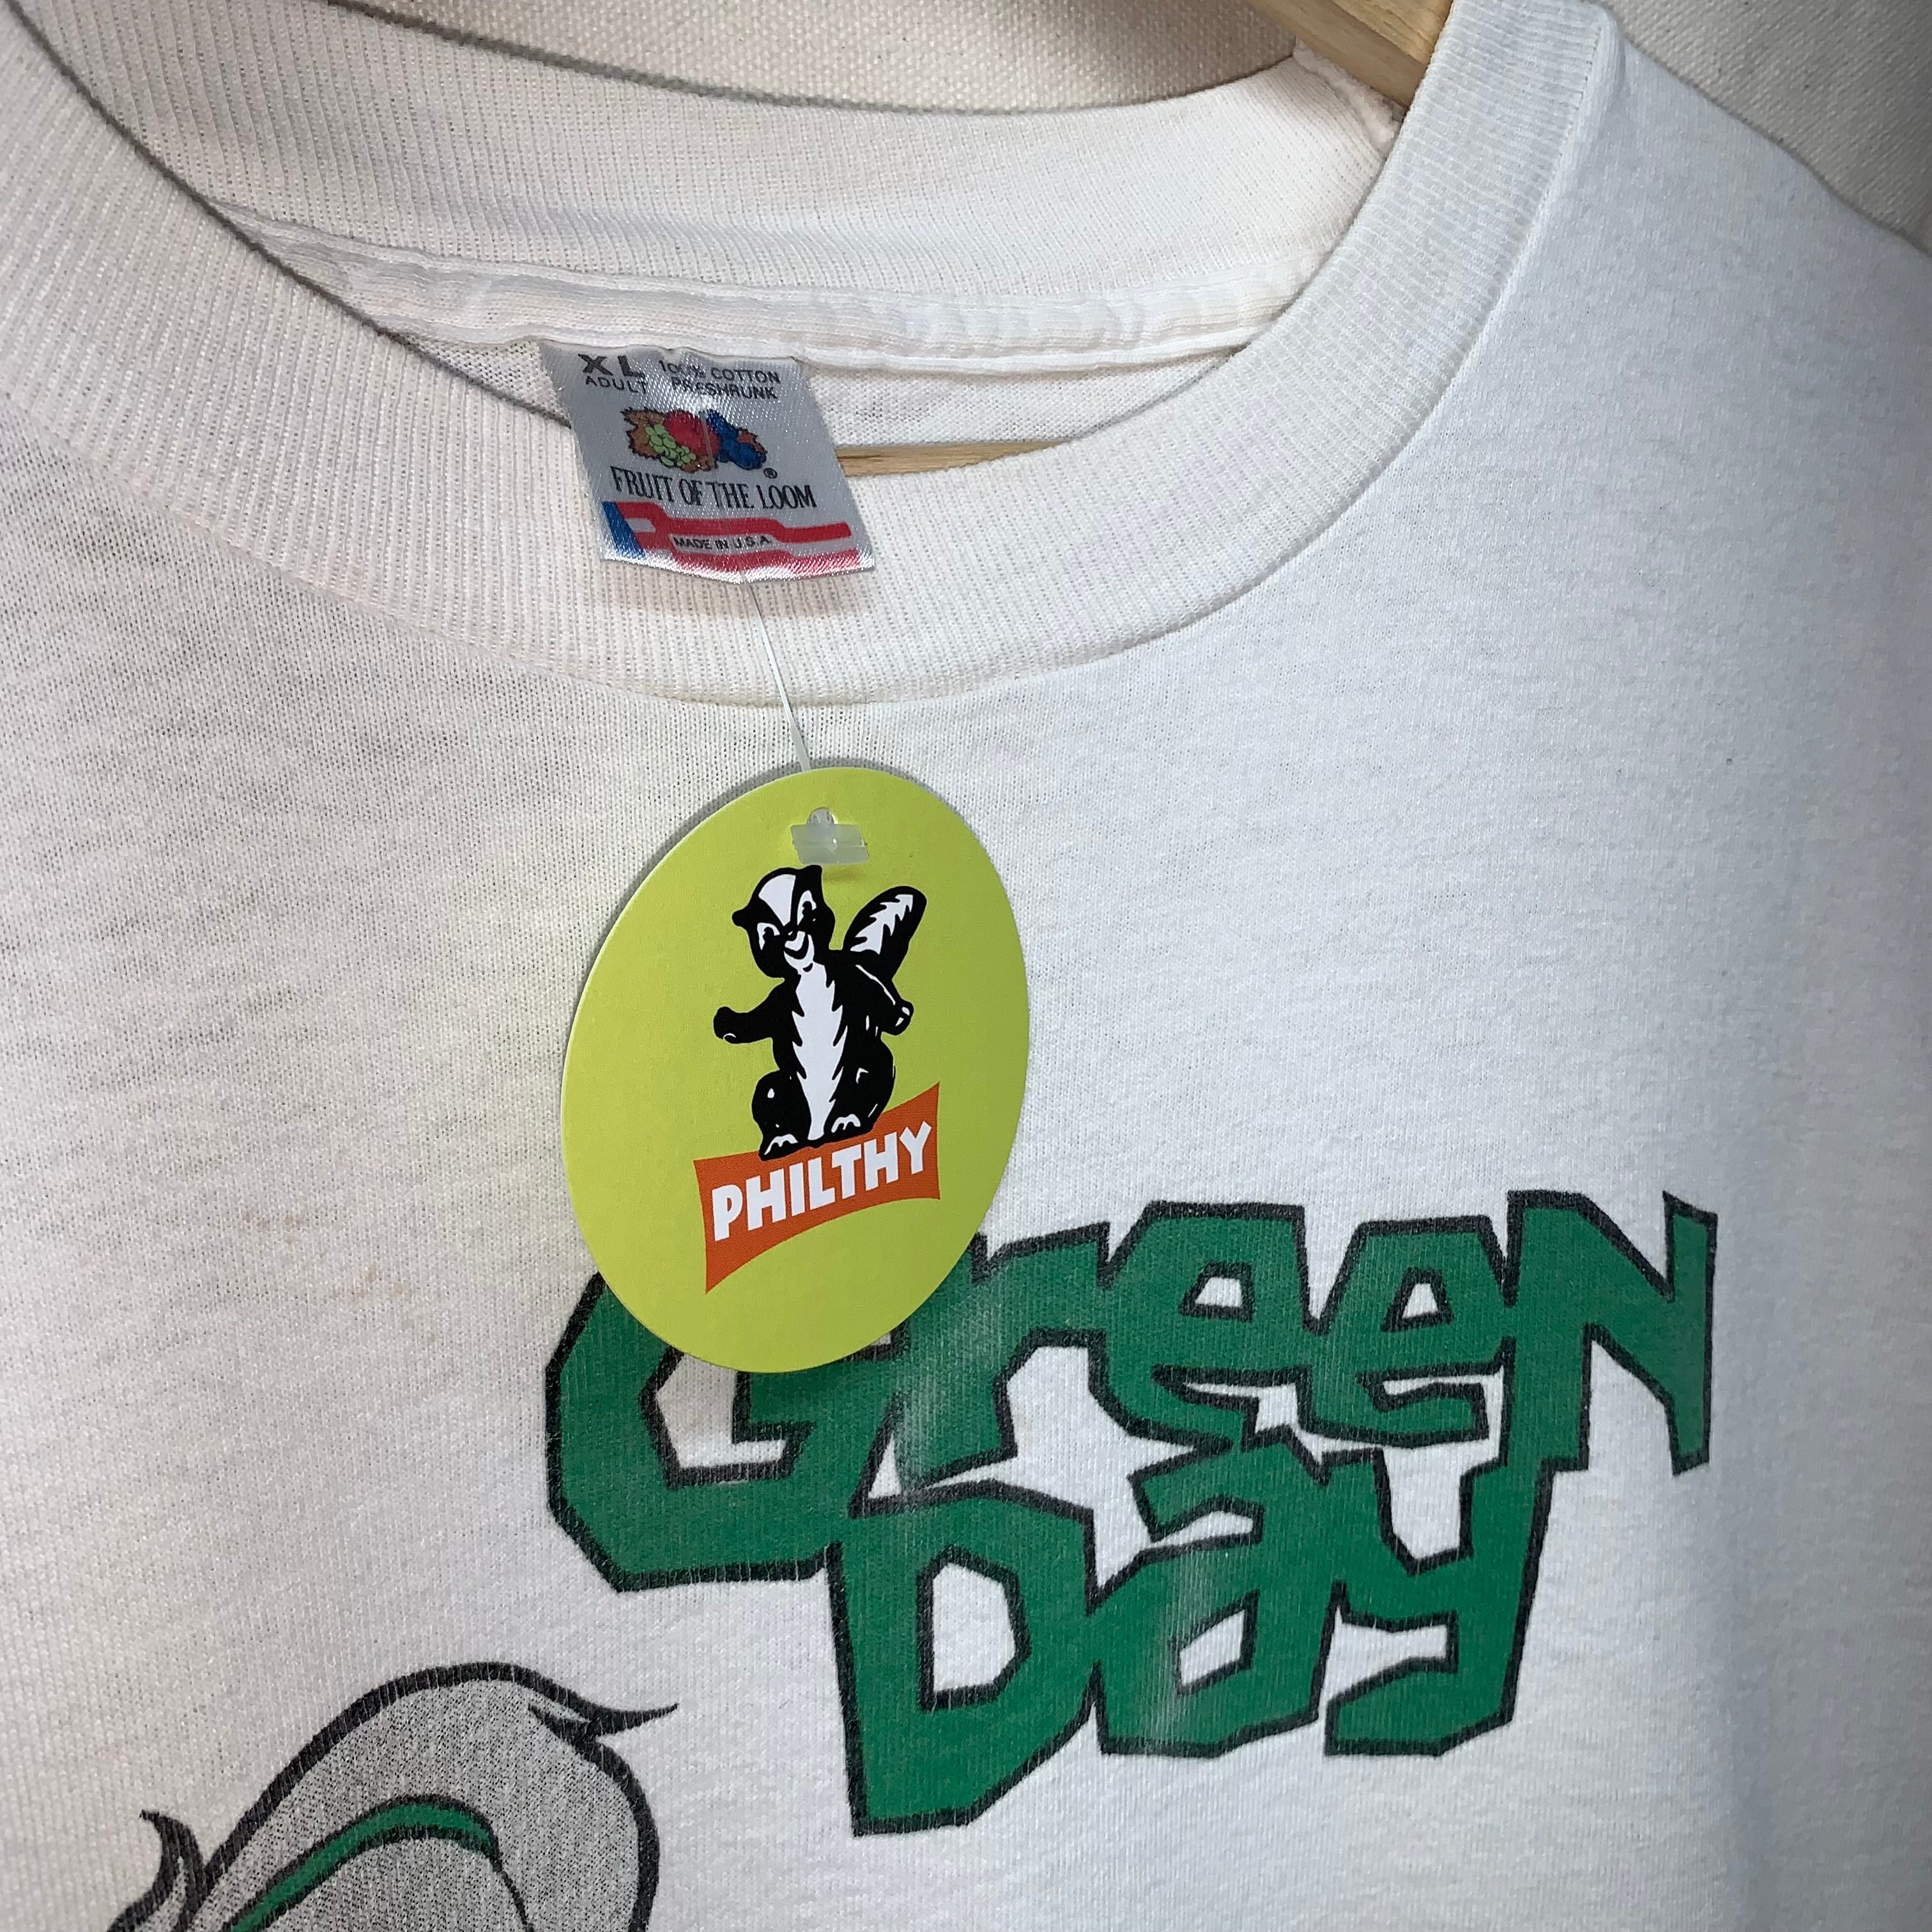 XL 100% COTTON
ADULT PRESHRUNK
FRUIT OF THE LOOM ®
MADE IN U.S.A.
PHILTHY
GreeN
Day